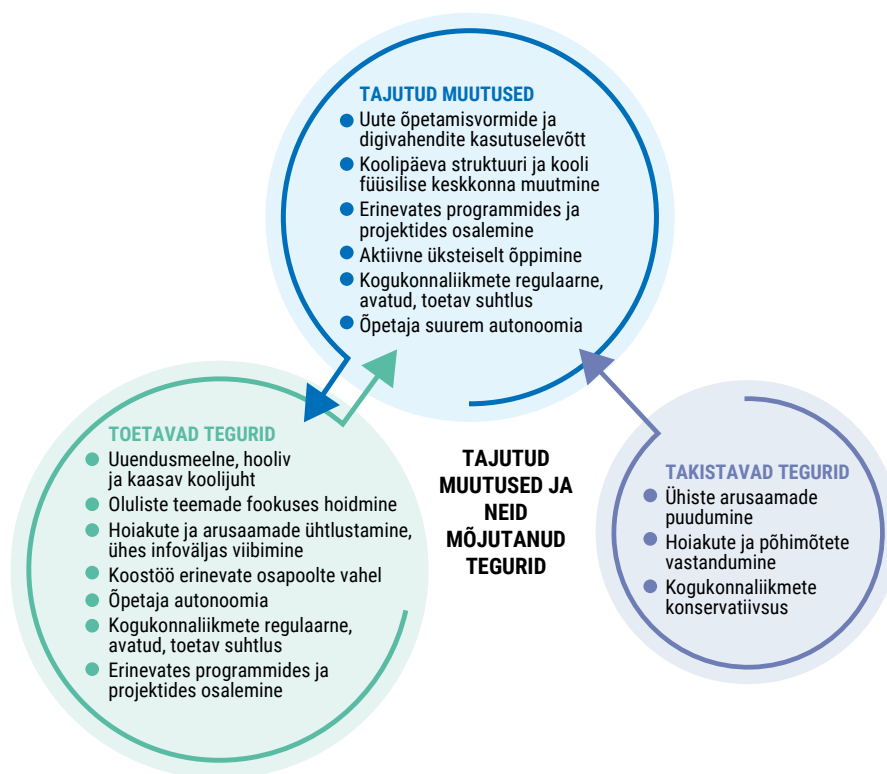 TAJUTUD MUUTUSED
Uute õpetamisvormide ja
digivahendite kasutuselevõtt
Koolipäeva struktuuri ja kooli
füüsilise keskkonna muutmine
Erinevates programmides ja
projektides osalemine
Aktiivne üksteiselt õppimine
Kogukonnaliikmete regulaarne,
avatud, toetav suhtlus
Õpetaja suurem autonoomia
TOETAVAD TEGURID
Uuendusmeelne, hooliv
ja kaasav koolijuht
Oluliste teemade fookuses hoidmine
Hoiakute ja arusaamade ühtlustamine,
ühes infoväljas viibimine
Koostöö erinevate osapoolte vahel
Õpetaja autonoomia
Kogukonnaliikmete regulaarne,
avatud, toetav suhtlus
Erinevates programmides ja
projektides osalemine
TAJUTUD
MUUTUSED JA
NEID
MÕJUTANUD
TEGURID
TAKISTAVAD TEGURID
Ühiste arusaamade
puudumine
Hoiakute ja põhimõtete
vastandumine
Kogukonnaliikmete
konservatiivsus